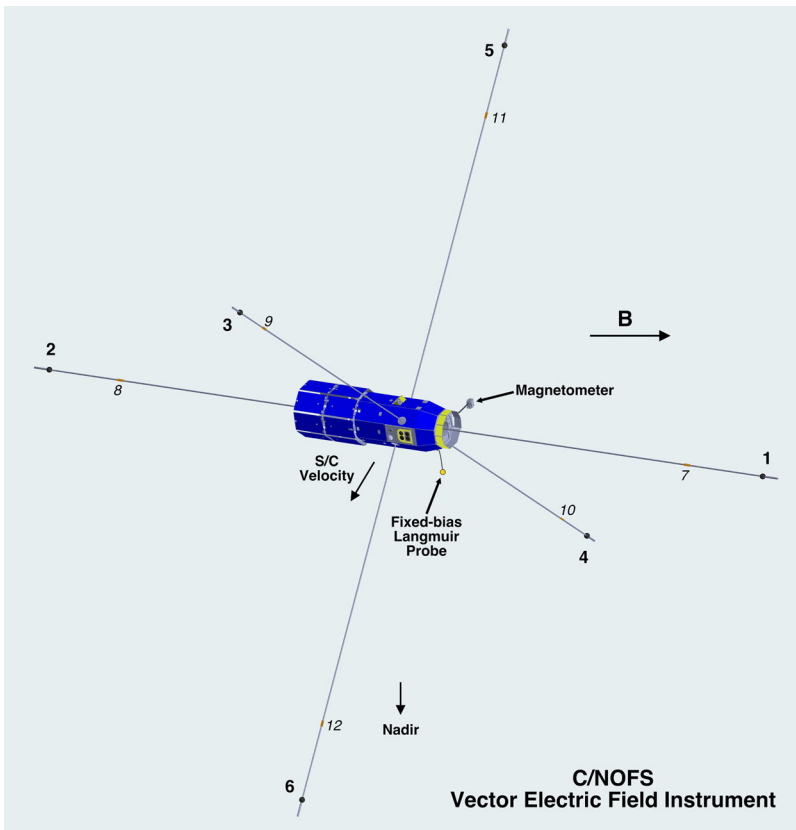 5
11
B
9
3
2
8
Magnetometer
S/C
Velocity
1
7
10
Fixed-bias
Langmuir
Probe
4
12
Nadir
6
C/NOFS
Vector Electric Field Instrument